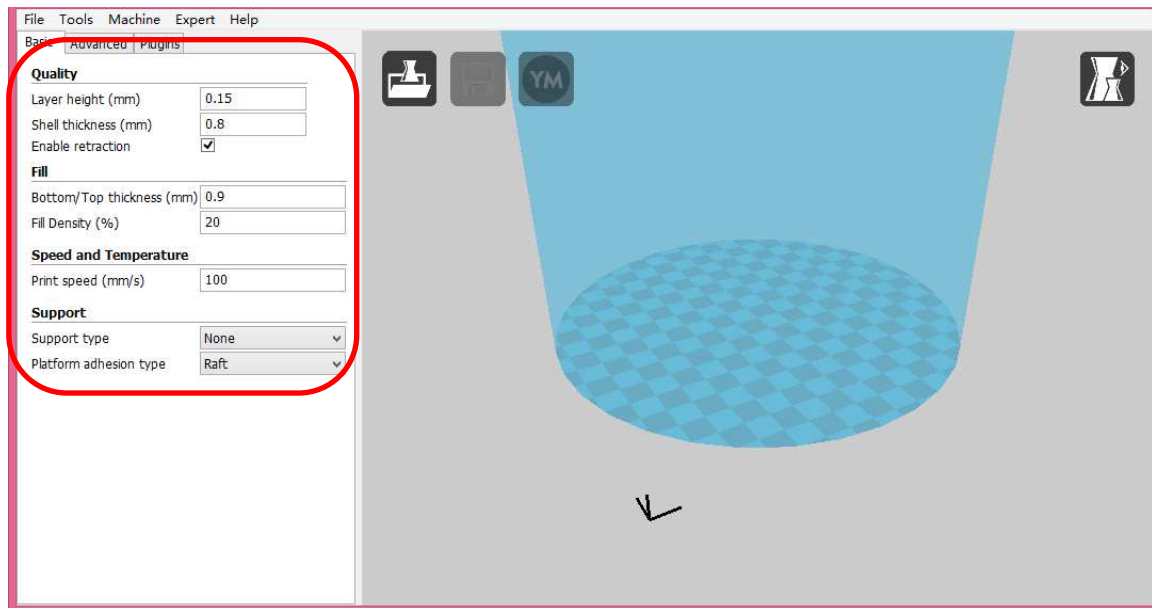 File Tools Machine Expert Help
Basic Advanced Plugins
Quality
Layer height (mm) 0.15
Shell thickness (mm) 0.8
Enable retraction
Fill
Bottom/Top thickness (mm) 0.9
Fill Density (%) 20
Speed and Temperature
Print speed (mm/s) 100
Support
Support type None
Platform adhesion type Raft
YM